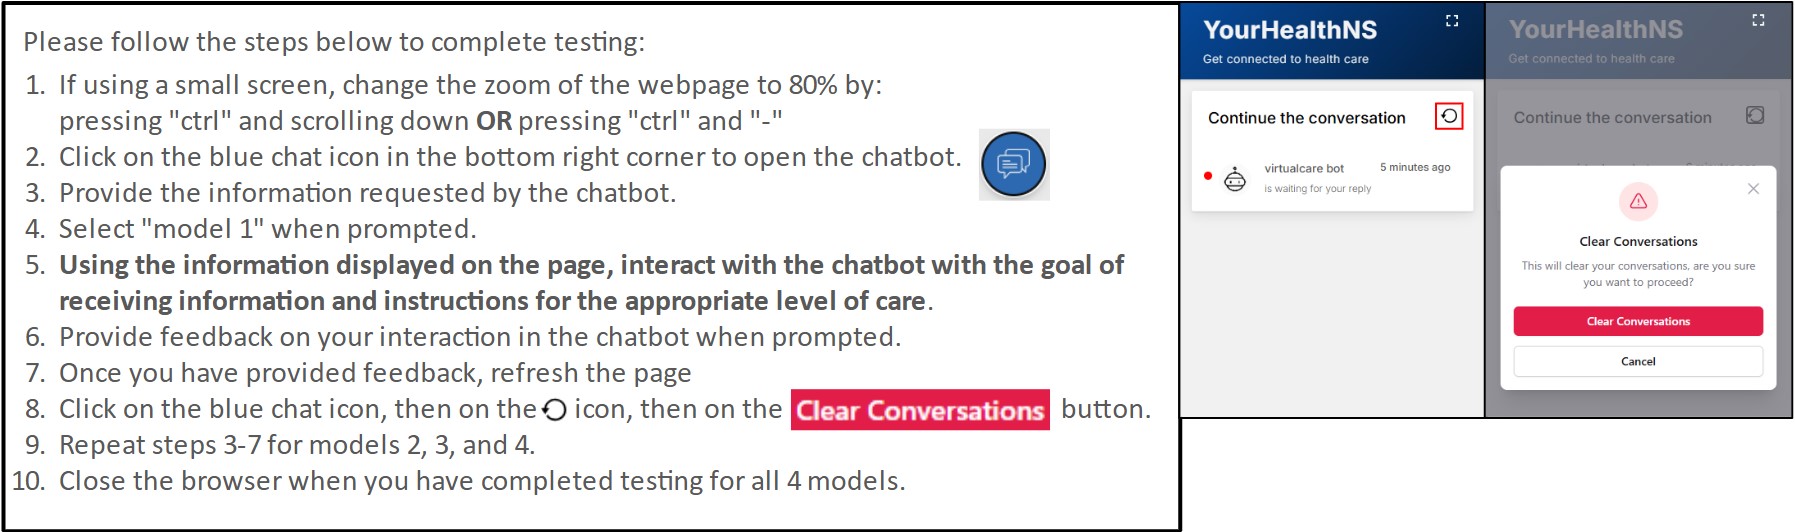 Please follow the steps below to complete testing:
1. If using a small screen, change the zoom of the webpage to 80% by:
pressing "ctrl" and scrolling down OR pressing "ctrl" and "-"
2. Click on the blue chat icon in the bottom right corner to open the chatbot.
3. Provide the information requested by the chatbot.
4. Select "model 1" when prompted.
5. Using the information displayed on the page, interact with the chatbot with the goal of
receiving information and instructions for the appropriate level of care.
6. Provide feedback on your interaction in the chatbot when prompted.
7. Once you have provided feedback, refresh the page
8. Click on the blue chat icon, then on the icon, then on the Clear Conversations button.
9. Repeat steps 3-7 for models 2, 3, and 4.
10. Close the browser when you have completed testing for all 4 models.
YourHealthNS
Get connected to health care
Continue the conversation
virtualcare bot 5 minutes ago
is waiting for your reply
YourHealthNS
Get connected to health care
Continue the conversation
Clear Conversations
This will clear your conversations, are you sure
you want to proceed?
Clear Conversations
Cancel